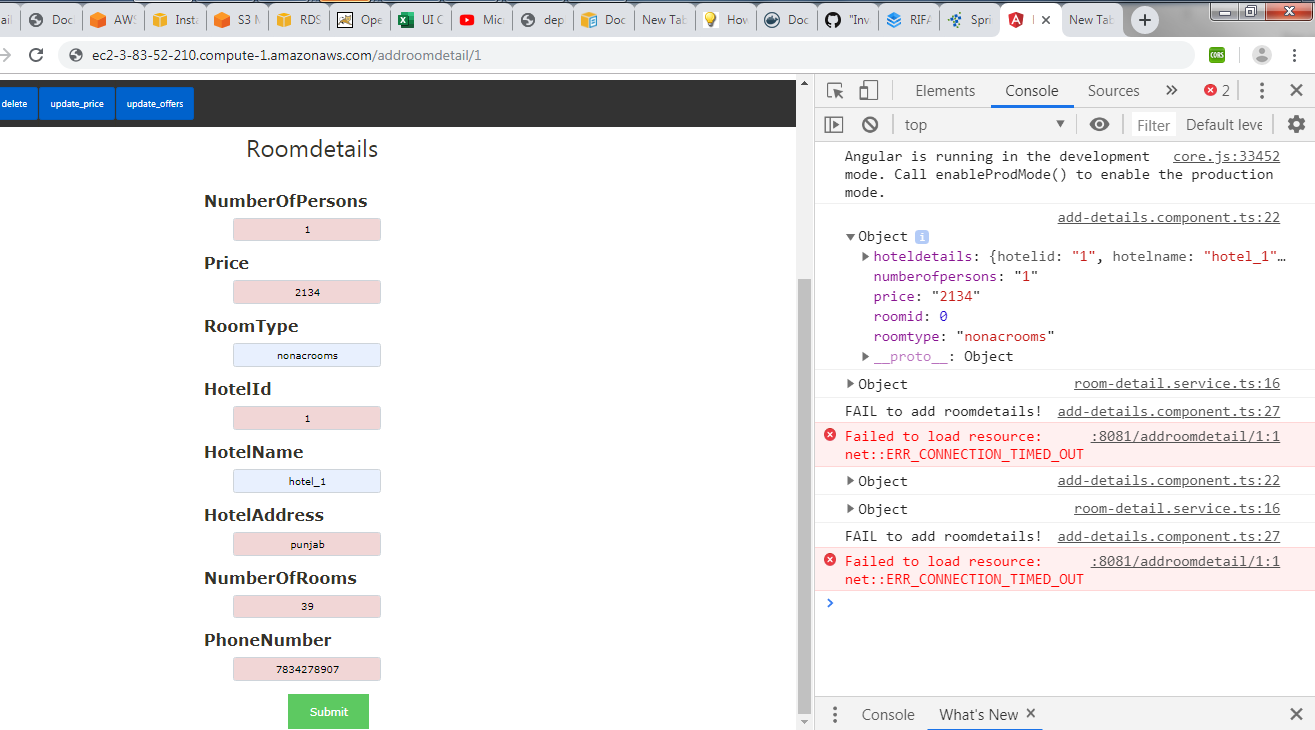 ail
Doc
AWS
Insta
S3 M
RDS
Ope
UI C
Mic
dep
Doc
New Tab
How
Doc
"Inv
RIFA
Spri
New Tab
ec2-3-83-52-210.compute-1.amazonaws.com/addroomdetail/1
CORS
delete update_price update_offers
Roomdetails
NumberOfPersons
1
Price
2134
RoomType
nonacrooms
HotelId
1
HotelName
hotel_1
HotelAddress
punjab
NumberOfRooms
39
PhoneNumber
7834278907
Submit
Elements Console Sources » 2
top Filter Default leve
Angular is running in the development core.js:33452
mode. Call enableProdMode() to enable the production
mode.
add-details.component.ts:22
Object i
hoteldetails: {hotelid: "1", hotelname: "hotel_1"…
numberofpersons: "1"
price: "2134"
roomid: 0
roomtype: "nonacrooms"
__proto__: Object
Object room-detail.service.ts:16
FAIL to add roomdetails! add-details.component.ts:27
Failed to load resource: :8081/addroomdetail/1:1
net::ERR_CONNECTION_TIMED_OUT
Object add-details.component.ts:22
Object room-detail.service.ts:16
FAIL to add roomdetails! add-details.component.ts:27
Failed to load resource: :8081/addroomdetail/1:1
net::ERR_CONNECTION_TIMED_OUT
Console What's New